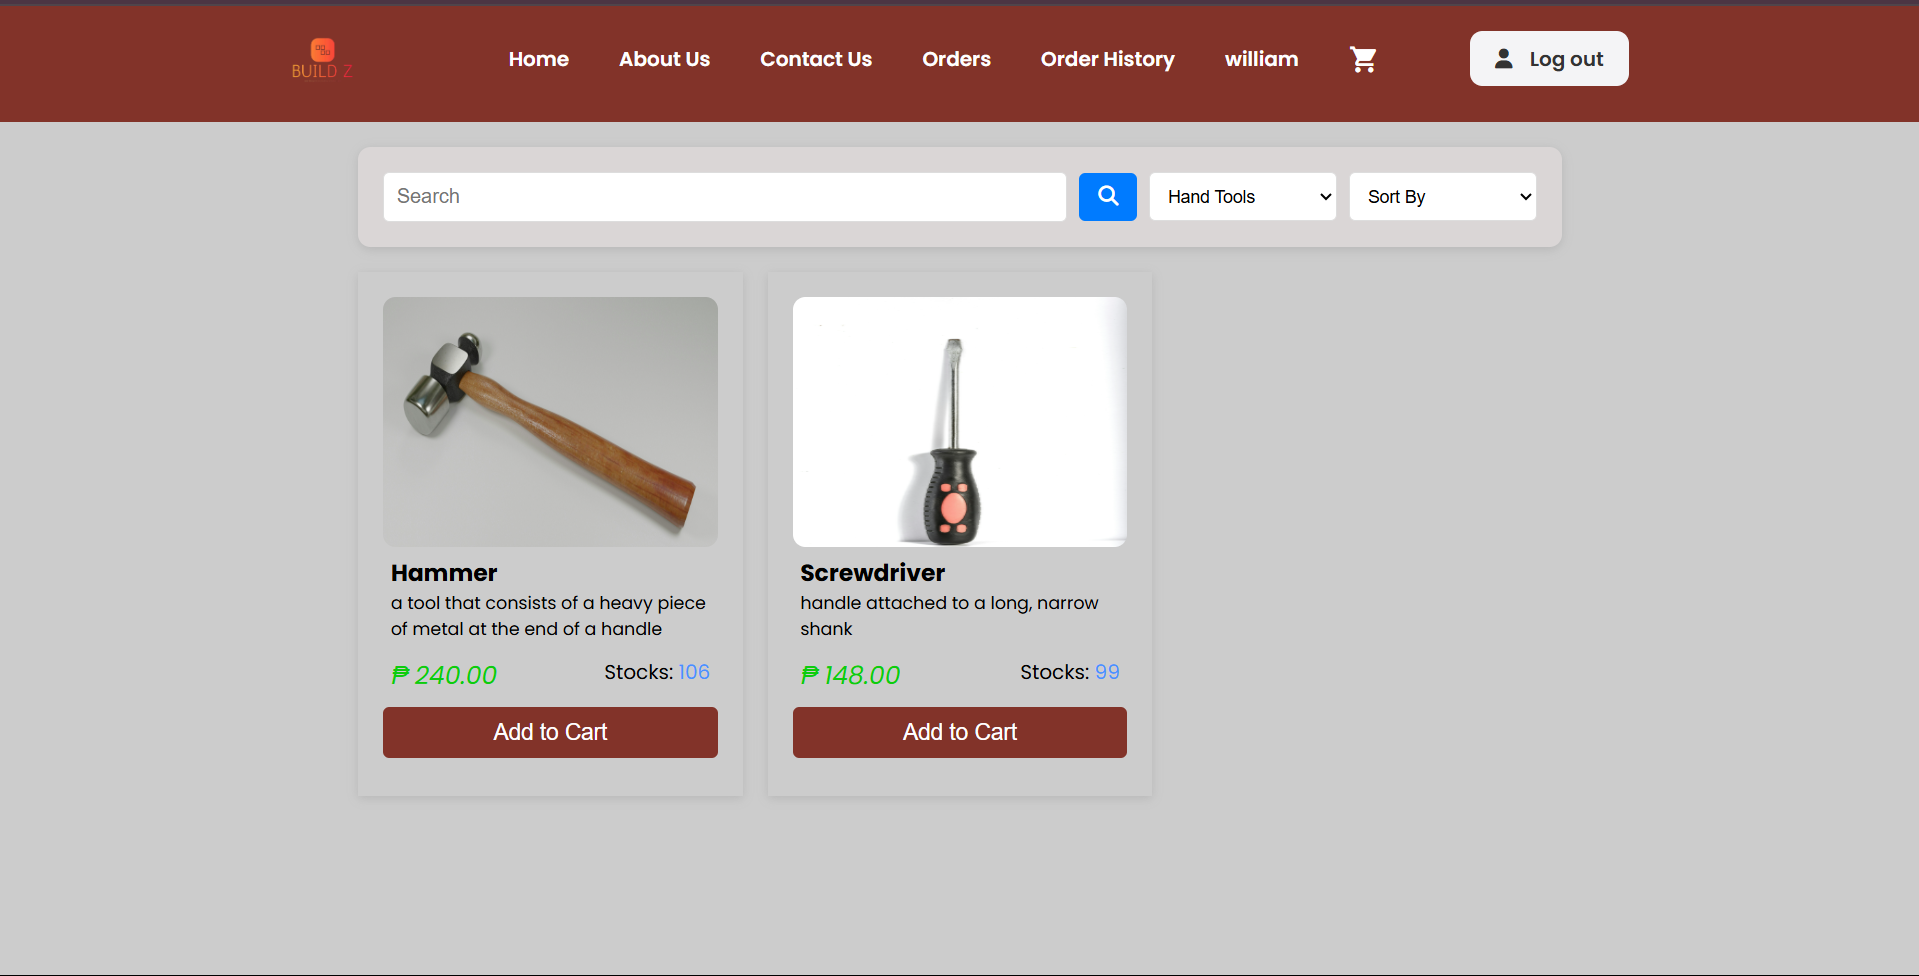 BUILD Z
Home
About Us
Contact Us
Orders
Order History
william
Log out
Search
Hand Tools
Sort By
Hammer
a tool that consists of a heavy piece
of metal at the end of a handle
₱ 240.00
Stocks: 106
Add to Cart
Screwdriver
handle attached to a long, narrow
shank
₱ 148.00
Stocks: 99
Add to Cart